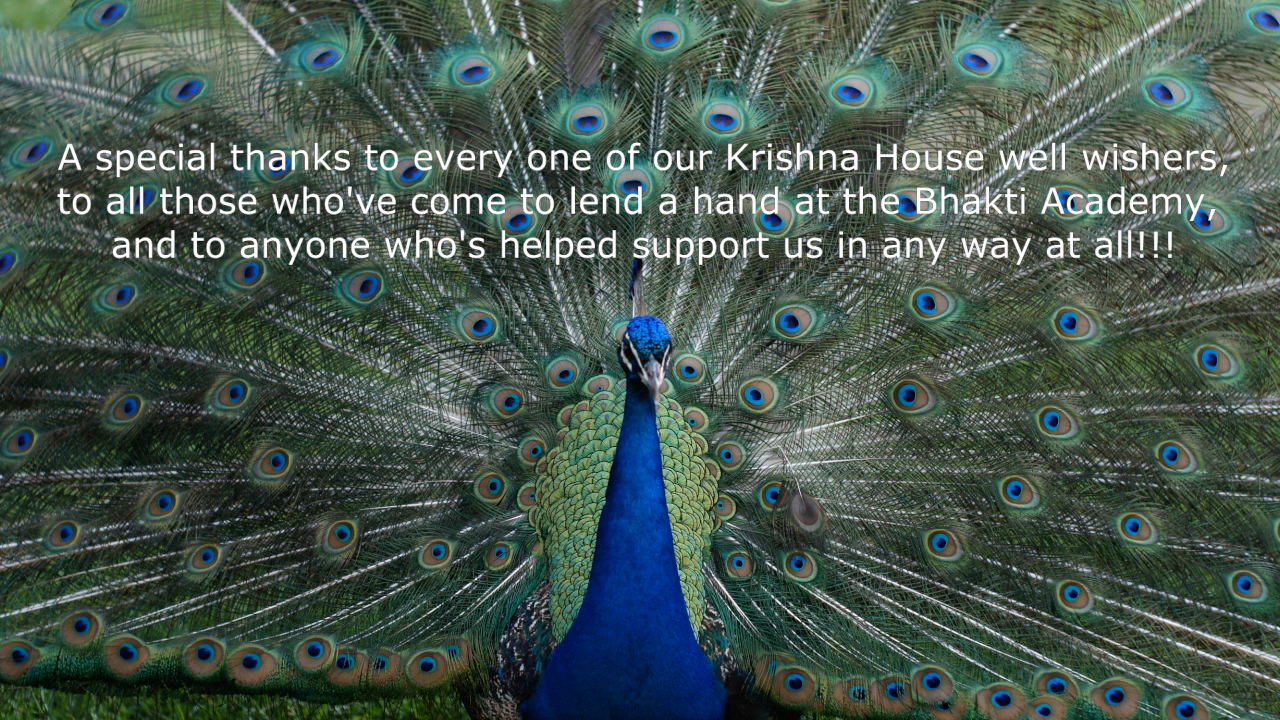 A special thanks to every one of our Krishna House well wishers,
to all those who've come to lend a hand at the Bhakti Academy,
and to anyone who's helped support us in any way at all!!!